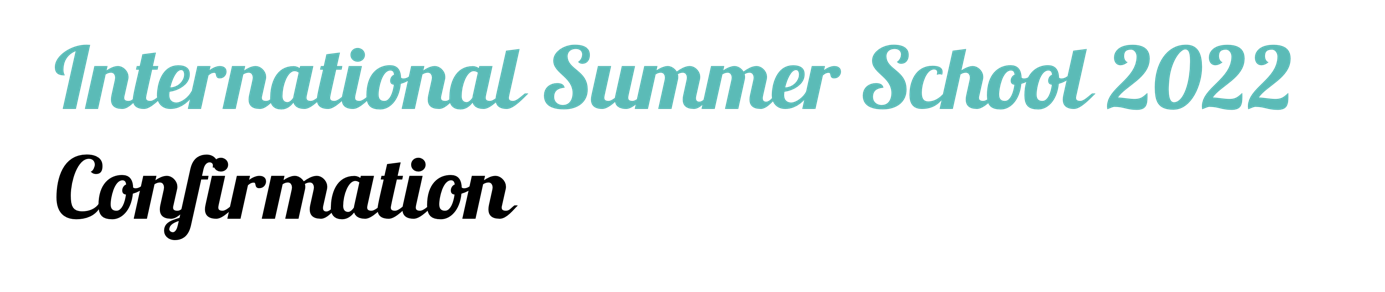 International Summer School 2022
Confirmation